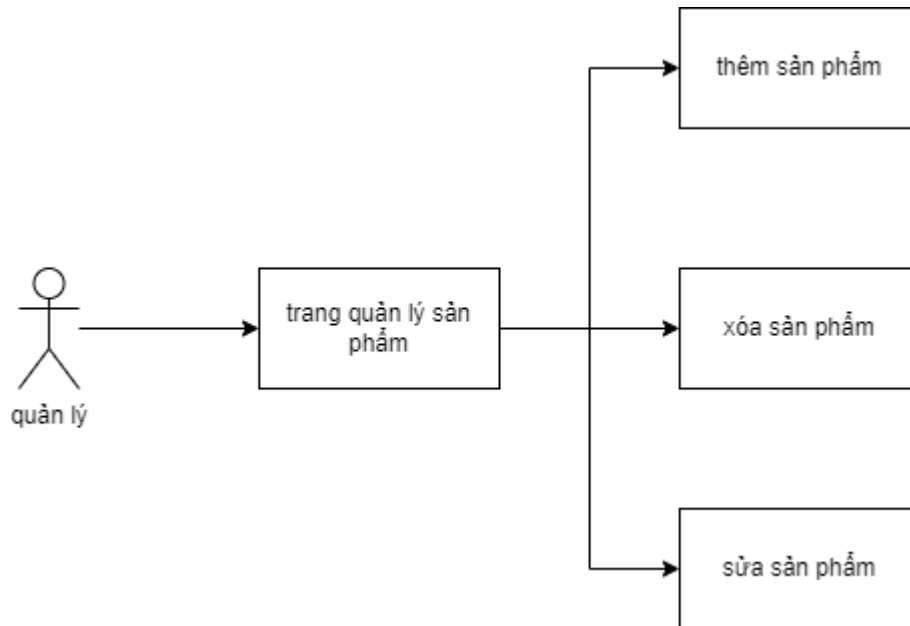 thêm sản phẩm
trang quản lý sản
phẩm
xóa sản phẩm
quản lý
sửa sản phẩm